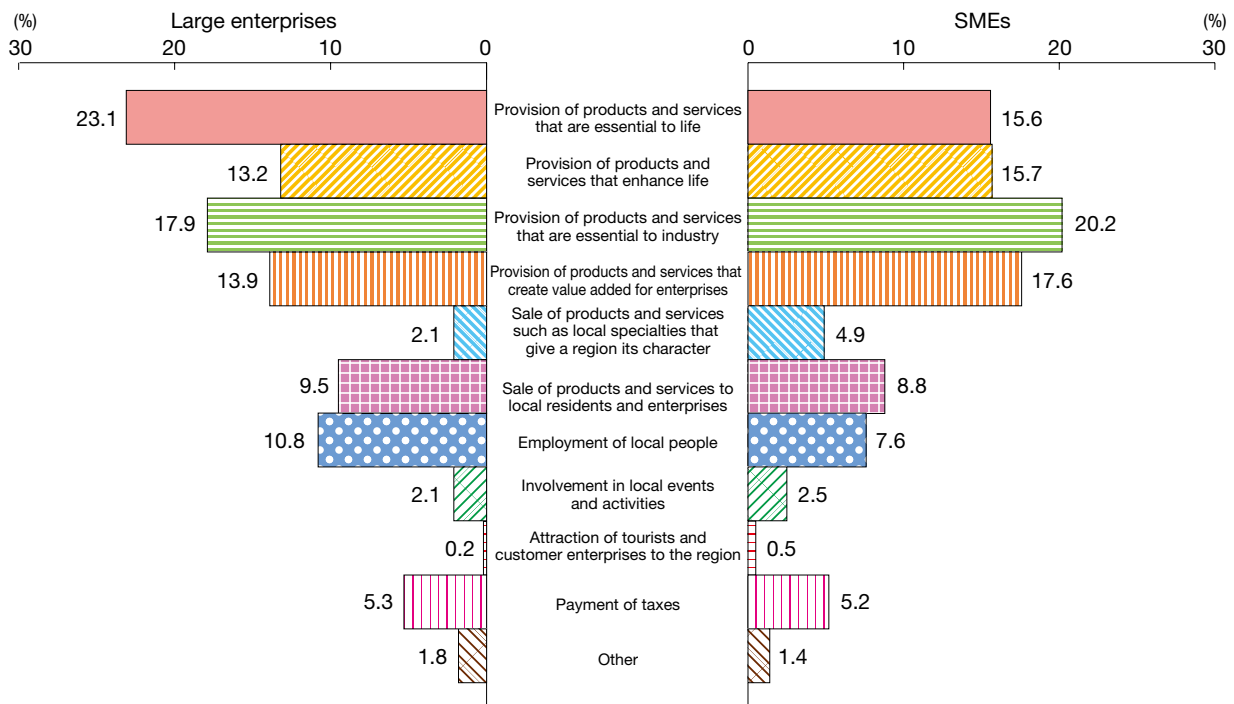 (%)
Large enterprises
SMEs
(%)
30
20
10
0
0
10
20
30
23.1
Provision of products and services
that are essential to life
15.6
13.2
Provision of products and
services that enhance life
15.7
17.9
Provision of products and services
that are essential to industry
20.2
13.9
Provision of products and services that
create value added for enterprises
17.6
2.1
Sale of products and services
such as local specialties that
give a region its character
4.9
9.5
Sale of products and services to
local residents and enterprises
8.8
10.8
Employment of local people
7.6
2.1
Involvement in local events
and activities
2.5
0.2
Attraction of tourists and
customer enterprises to the region
0.5
5.3
Payment of taxes
5.2
1.8
Other
1.4